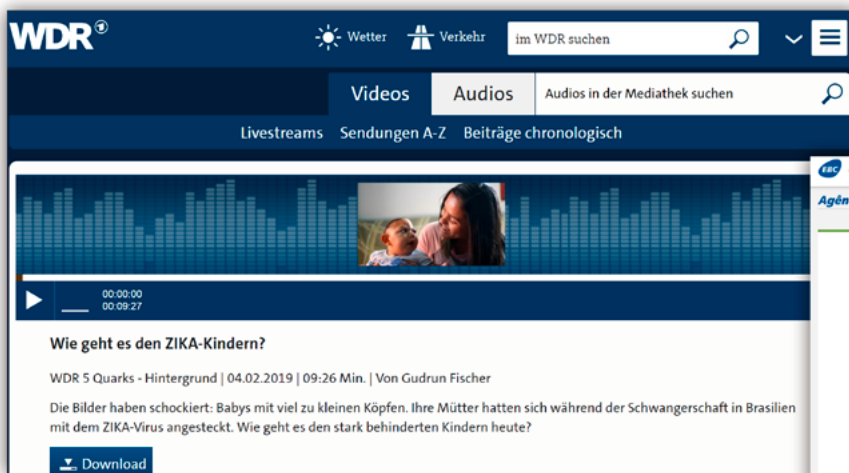 WDR
Wetter
Verkehr
im WDR suchen
Videos
Audios
Audios in der Mediathek suchen
Livestreams Sendungen A-Z Beiträge chronologisch
EBC
Agên
00:00:00
00:09:27
Wie geht es den ZIKA-Kindern?
WDR 5 Quarks - Hintergrund | 04.02.2019 | 09:26 Min. | Von Gudrun Fischer
Die Bilder haben schockiert: Babys mit viel zu kleinen Köpfen. Ihre Mütter hatten sich während der Schwangerschaft in Brasilien
mit dem ZIKA-Virus angesteckt. Wie geht es den stark behinderten Kindern heute?
Download